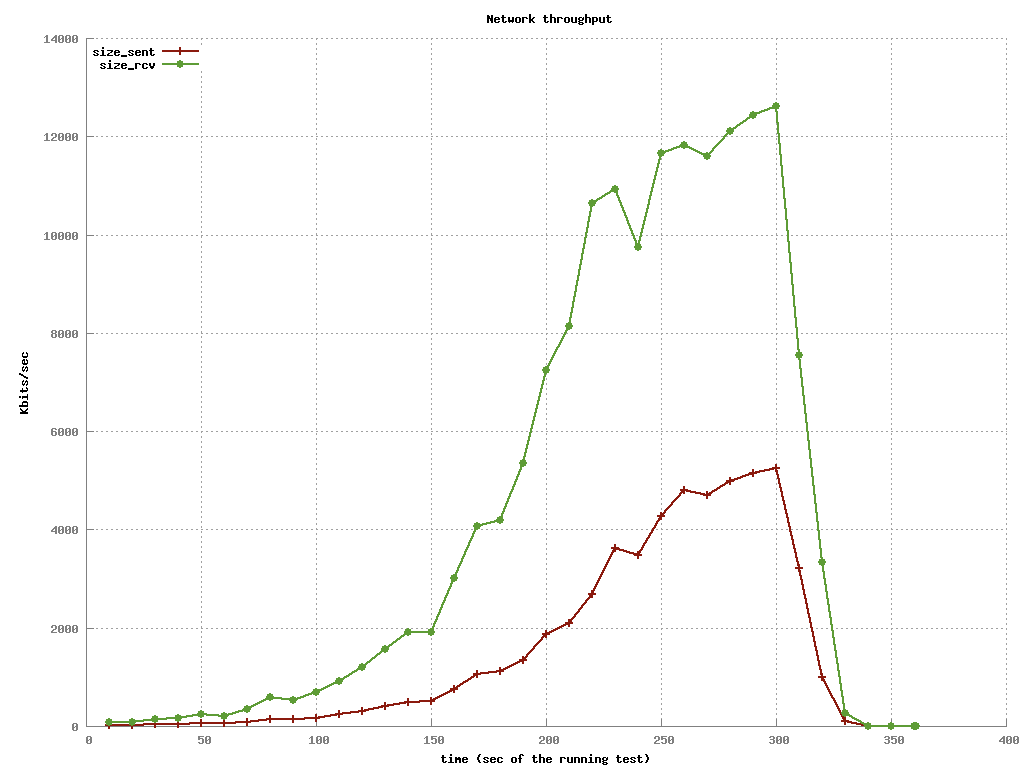 Network throughput
14000
size_sent
size_rcv
12000
10000
8000
Kbits/sec
6000
4000
2000
0
0 50 100 150 200 250 300 350 400
time (sec of the running test)